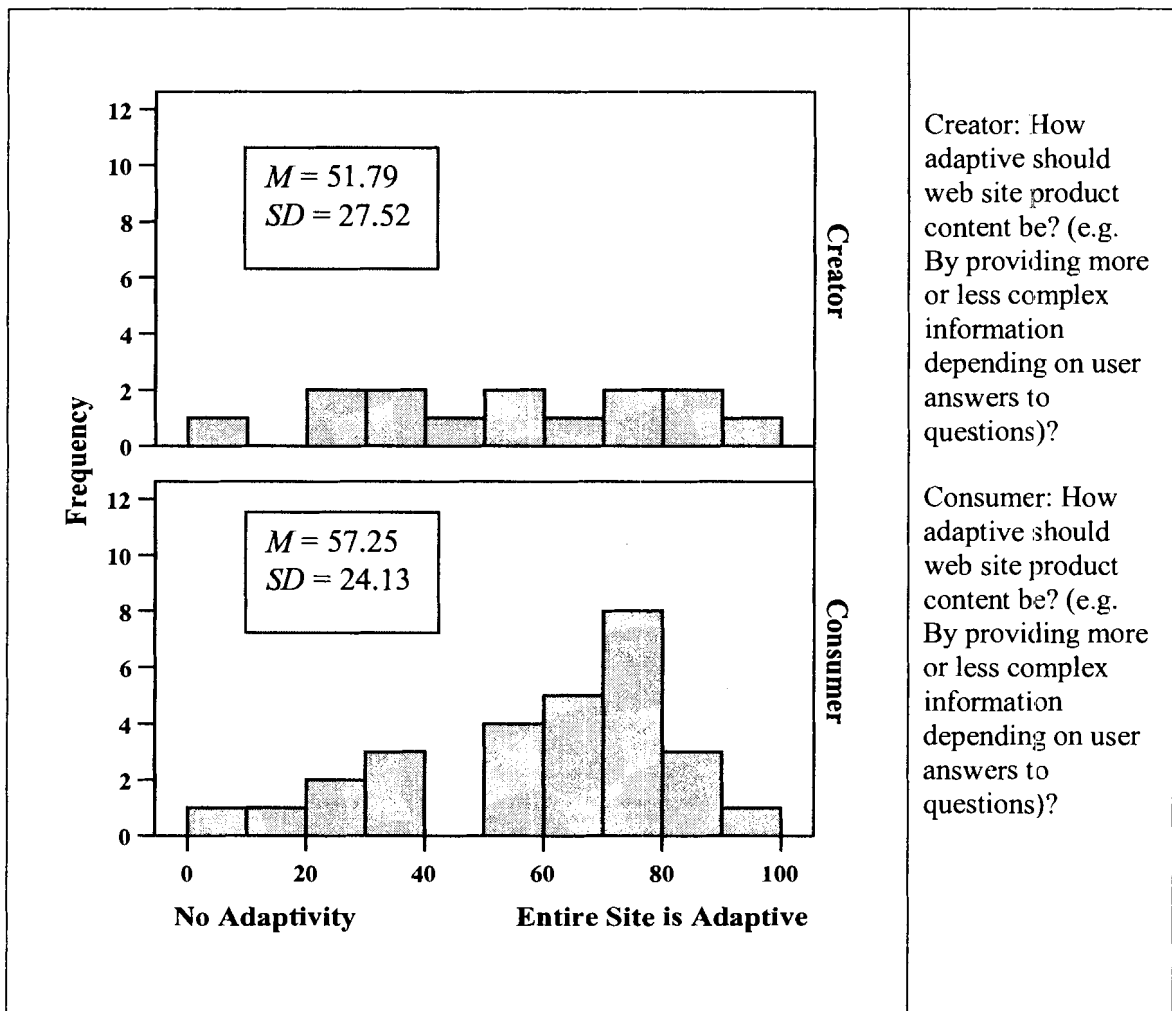 12
10
8
6
4
2
0
M = 51.79
SD = 27.52
Creator
Frequency
12
10
8
6
4
2
0
M = 57.25
SD = 24.13
Consumer
0 20 40 60 80 100
No Adaptivity Entire Site is Adaptive
Creator: How
adaptive should
web site product
content be? (e.g.
By providing more
or less complex
information
depending on user
answers to
questions)?
Consumer: How
adaptive should
web site product
content be? (e.g.
By providing more
or less complex
information
depending on user
answers to
questions)?